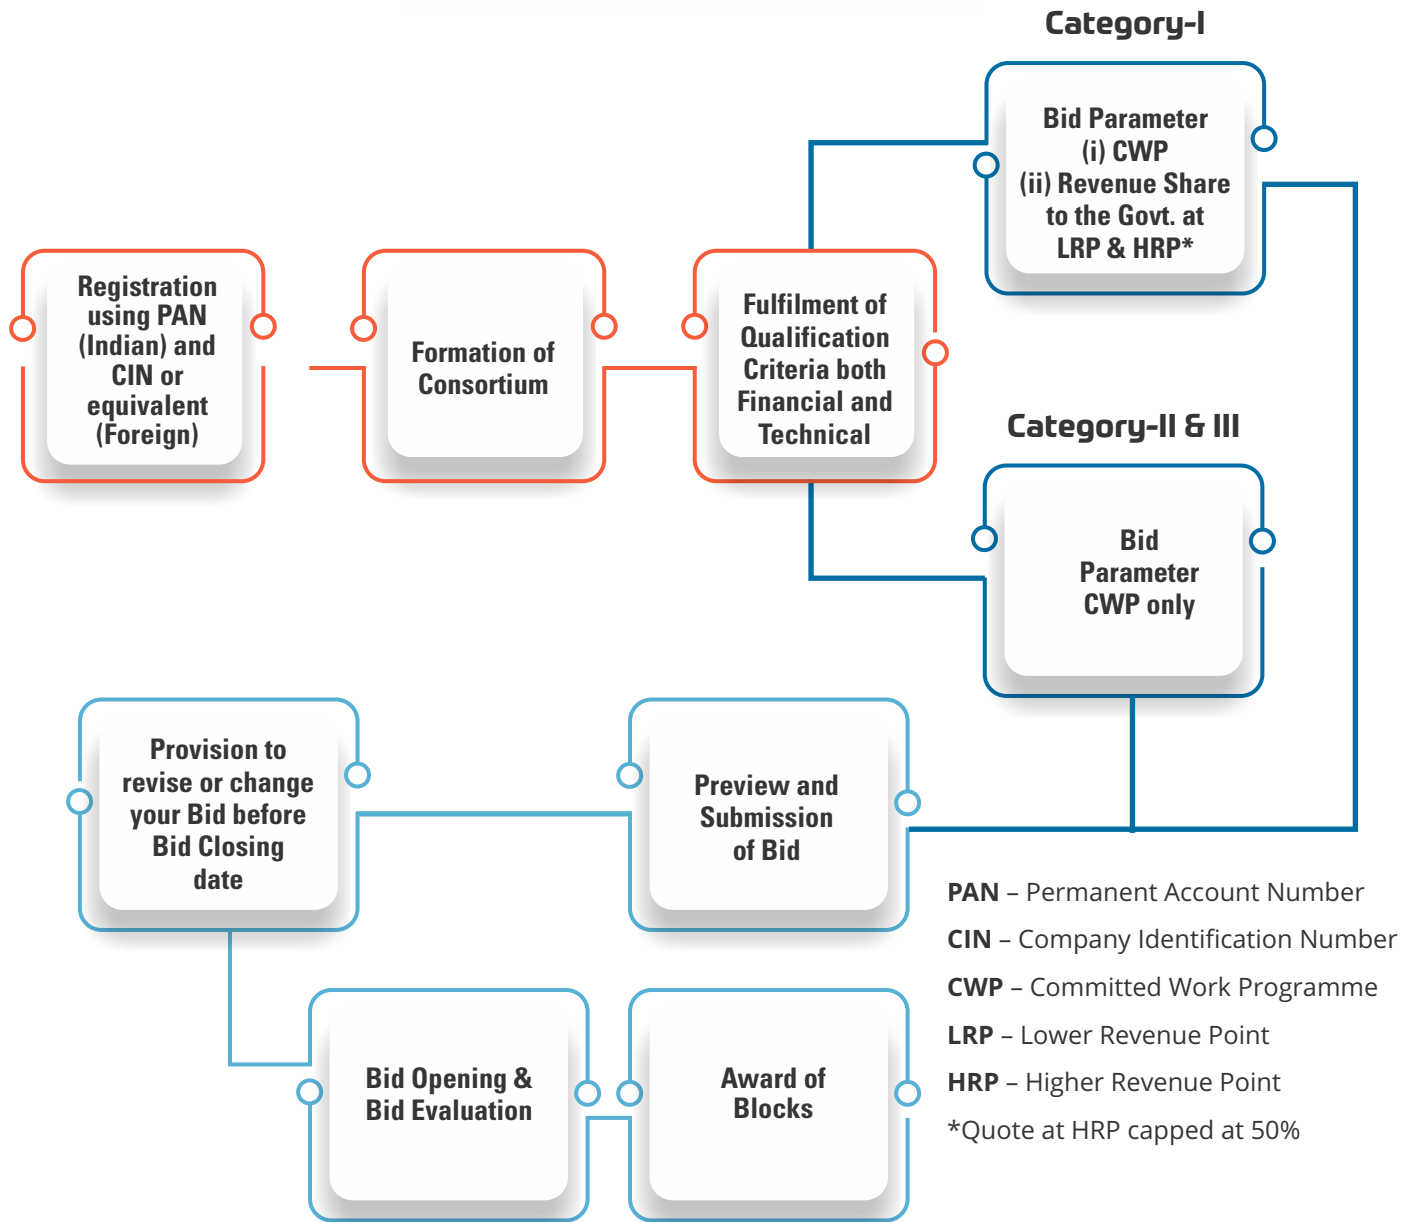 Category-I
Bid Parameter
(i) CWP
(ii) Revenue Share
to the Govt. at
LRP & HRP*
Registration
using PAN
(Indian) and
CIN or
equivalent
(Foreign)
Formation of
Consortium
Fulfilment of
Qualification
Criteria both
Financial and
Technical
Category-II & III
Bid
Parameter
CWP only
Provision to
revise or change
your Bid before
Bid Closing
date
Preview and
Submission
of Bid
Bid Opening &
Bid Evaluation
Award of
Blocks
PAN – Permanent Account Number
CIN – Company Identification Number
CWP – Committed Work Programme
LRP – Lower Revenue Point
HRP – Higher Revenue Point
*Quote at HRP capped at 50%